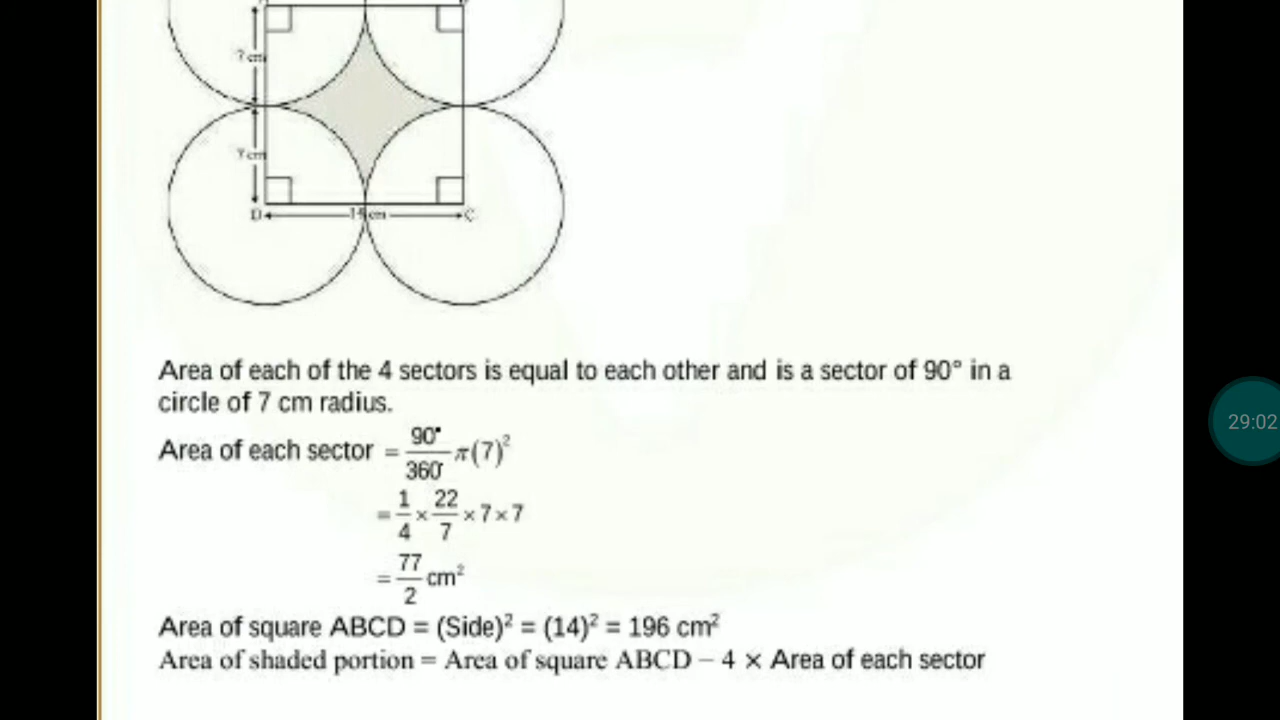 7 cm
7 cm
D 14 cm C
Area of each of the 4 sectors is equal to each other and is a sector of 90° in a
circle of 7 cm radius.
Area of each sector = 90°/360° π(7)²
= 1/4 × 22/7 × 7 × 7
= 77/2 cm²
Area of square ABCD = (Side)² = (14)² = 196 cm²
Area of shaded portion = Area of square ABCD – 4 × Area of each sector
29:02